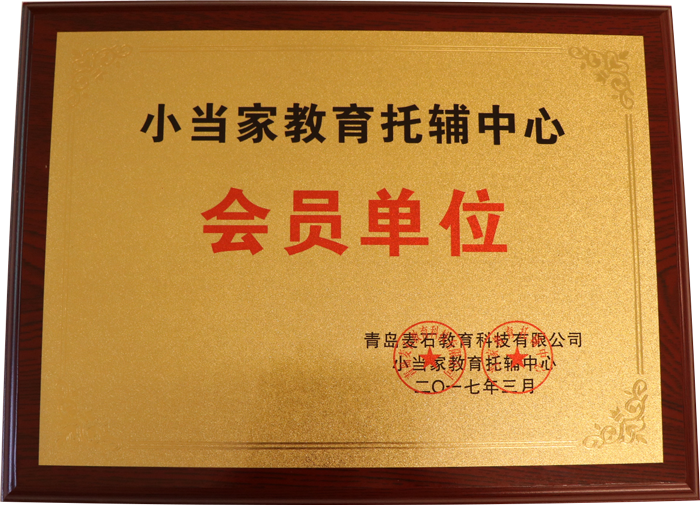 小当家教育托辅中心
会员单位
青岛麦石教育科技有限公司
小当家教育托辅中心
二〇一七年三月